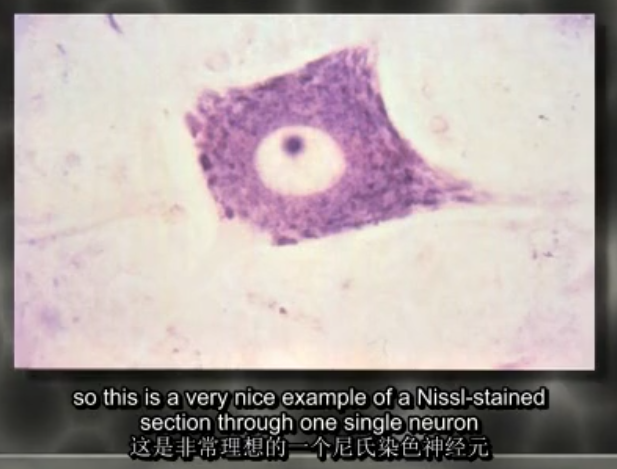 so this is a very nice example of a Nissl-stained
section through one single neuron
这是非常理想的一个尼氏染色神经元